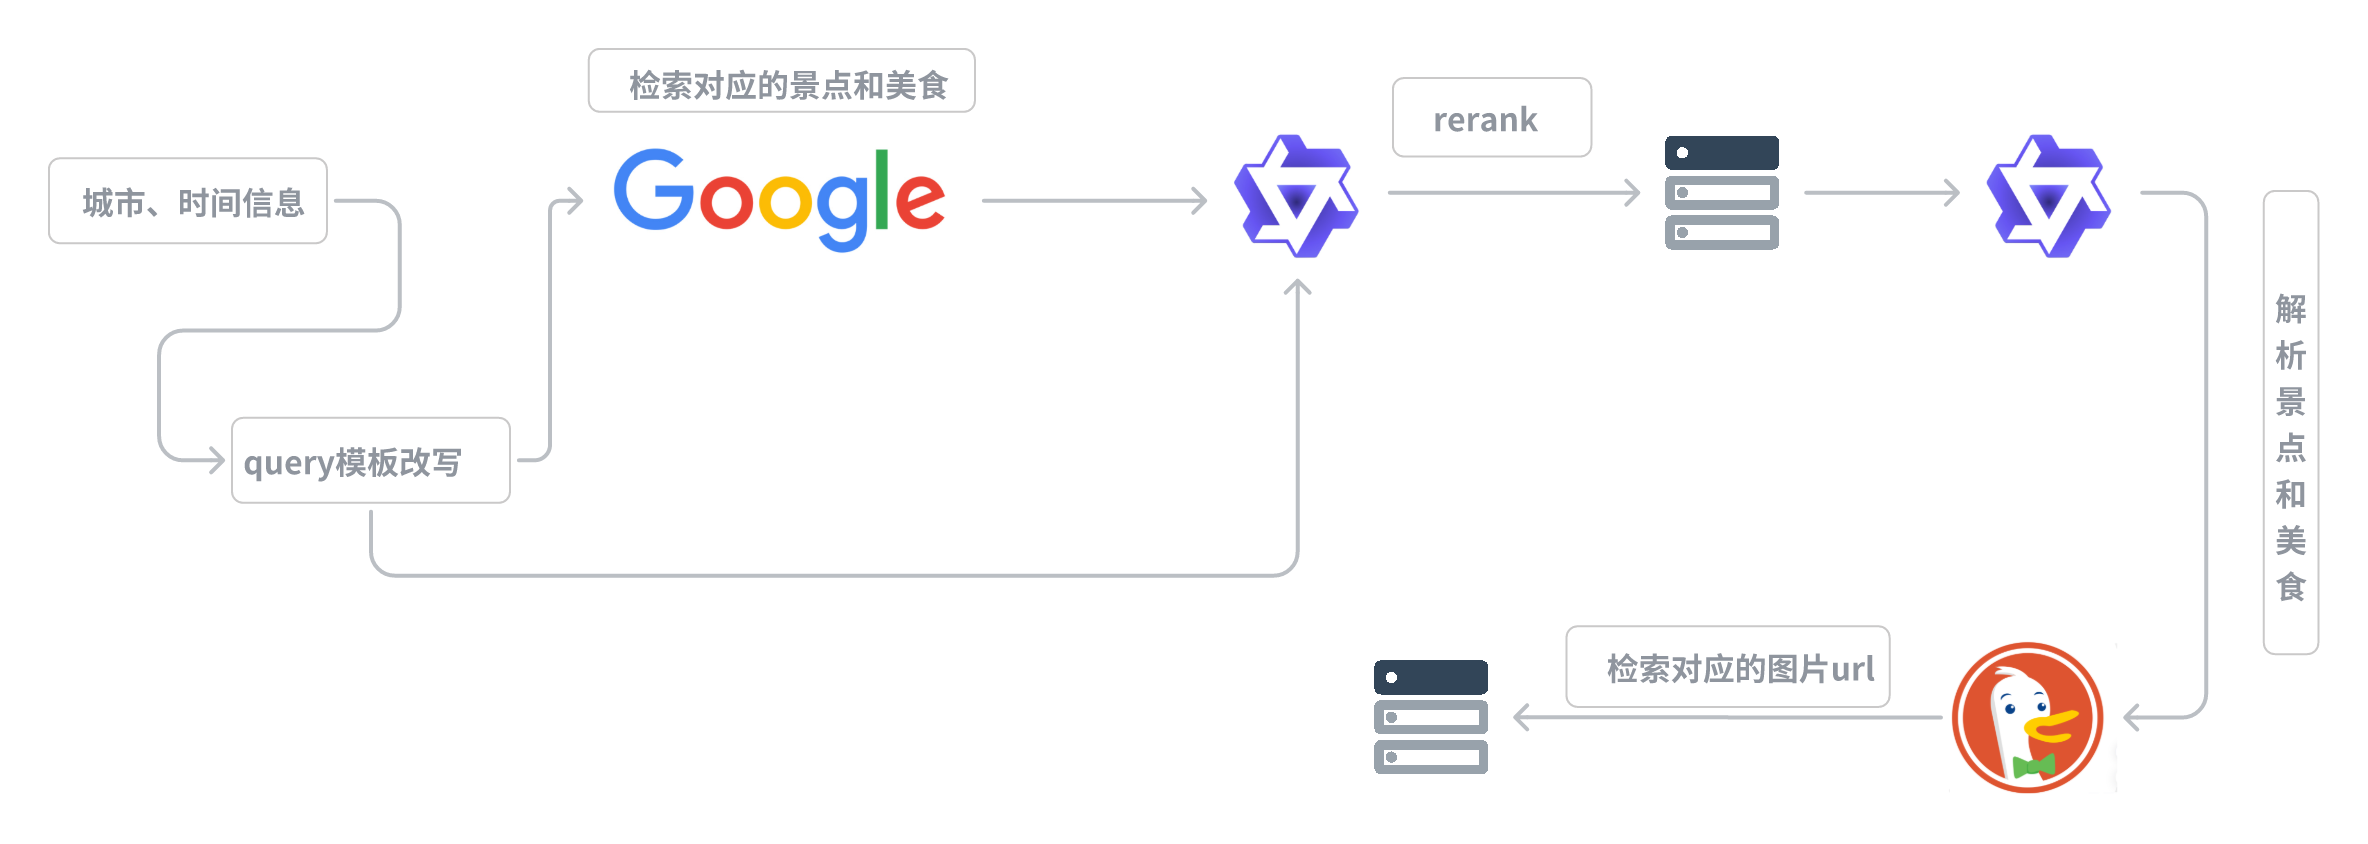 检索对应的景点和美食
rerank
城市、时间信息
Google
query模板改写
解析景点和美食
检索对应的图片url